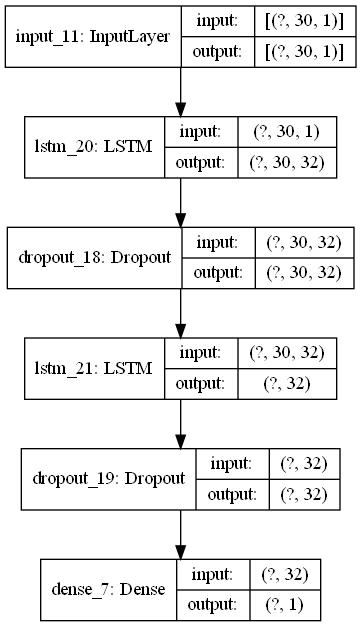 input_11: InputLayer
input: [(?, 30, 1)]
output: [(?, 30, 1)]
lstm_20: LSTM
input: (?, 30, 1)
output: (?, 30, 32)
dropout_18: Dropout
input: (?, 30, 32)
output: (?, 30, 32)
lstm_21: LSTM
input: (?, 30, 32)
output: (?, 32)
dropout_19: Dropout
input: (?, 32)
output: (?, 32)
dense_7: Dense
input: (?, 32)
output: (?, 1)